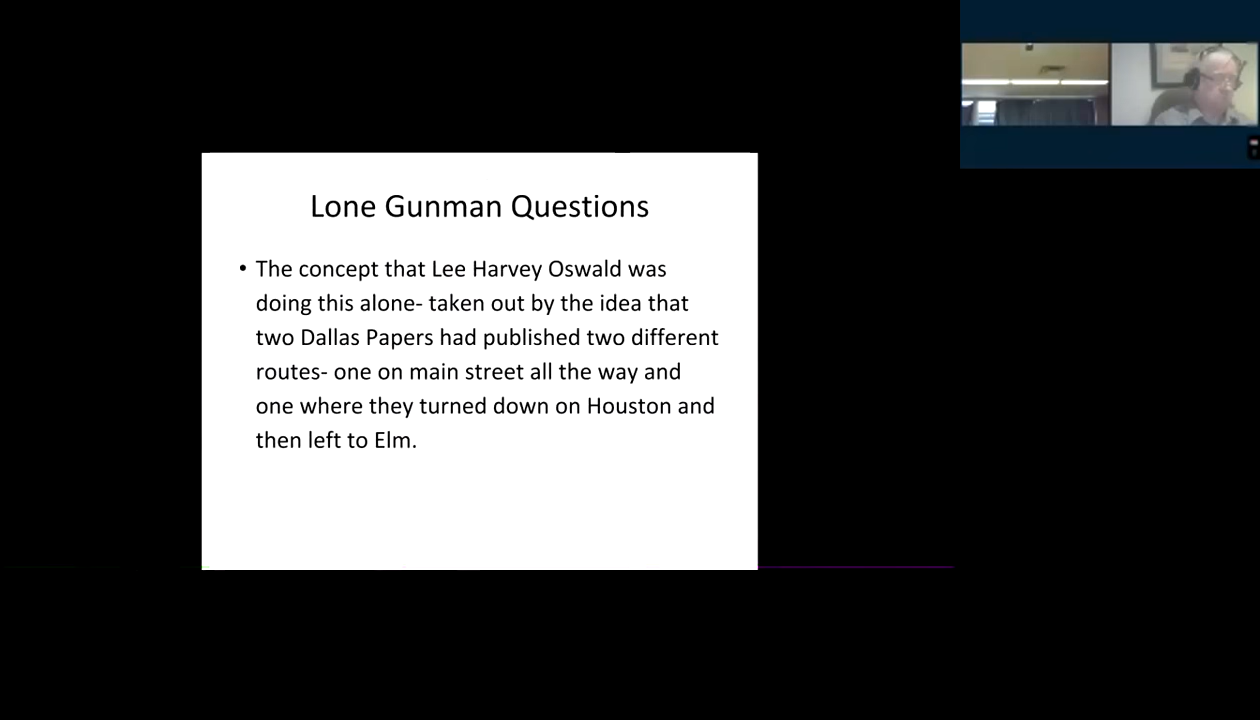 Lone Gunman Questions
• The concept that Lee Harvey Oswald was
doing this alone- taken out by the idea that
two Dallas Papers had published two different
routes- one on main street all the way and
one where they turned down on Houston and
then left to Elm.